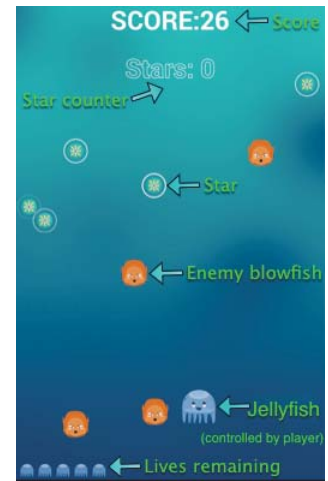 SCORE:26 Score
Stars: 0
Star counter
Star
Enemy blowfish
Jellyfish
(controlled by player)
Lives remaining